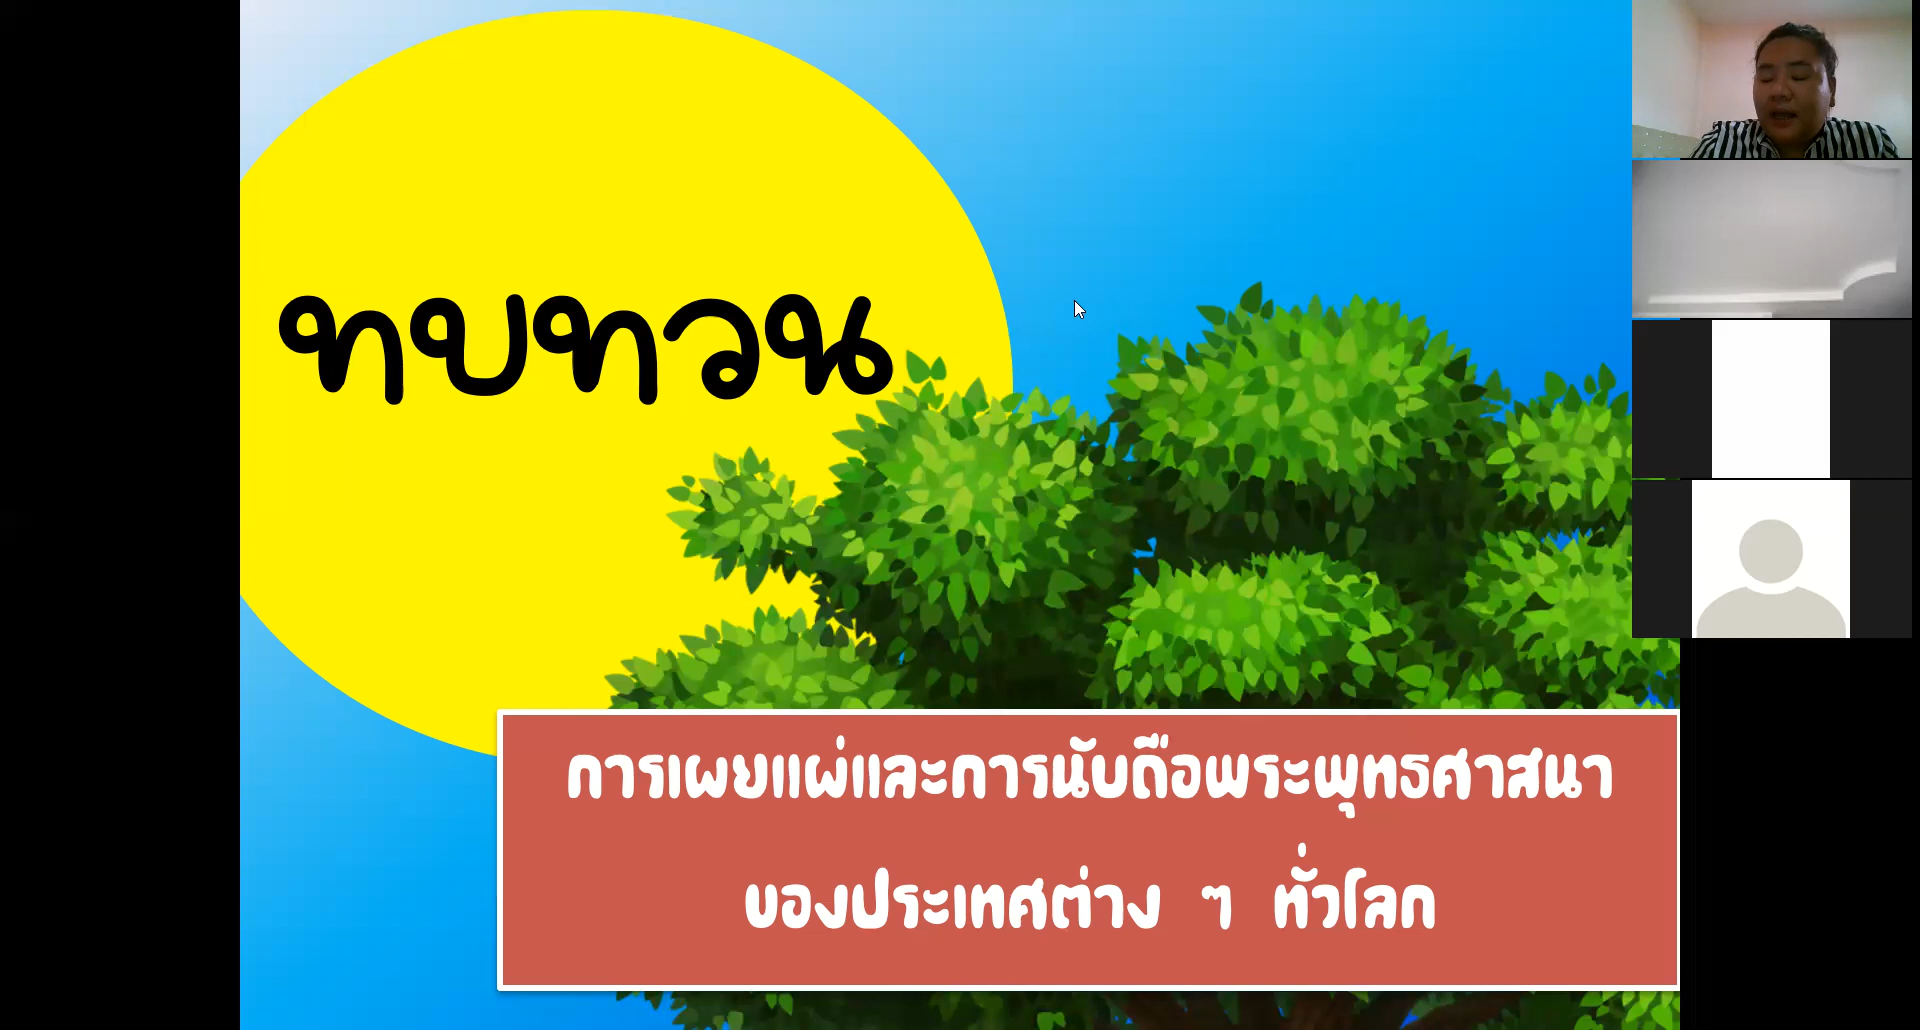 ทบทวน
การเผยแผ่และการนับถือพระพุทธศาสนา
ของประเทศต่าง ๆ ทั่วโลก